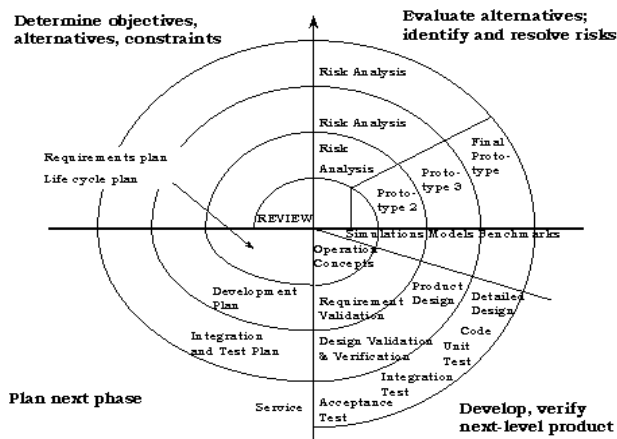 Determine objectives,
alternatives, constraints
Evaluate alternatives;
identify and resolve risks
Risk Analysis
Risk Analysis
Risk
Analysis
Final
Proto-
type
Proto-
type 3
Proto-
type 2
Requirements plan
Life cycle plan
REVIEW
Simulations Models Benchmarks
Operation
Concepts
Development
Plan
Requirement
Validation
Product
Design
Detailed
Design
Integration
and Test Plan
Design Validation
& Verification
Code
Unit
Test
Integration
Test
Acceptance
Test
Service
Plan next phase
Develop, verify
next-level product